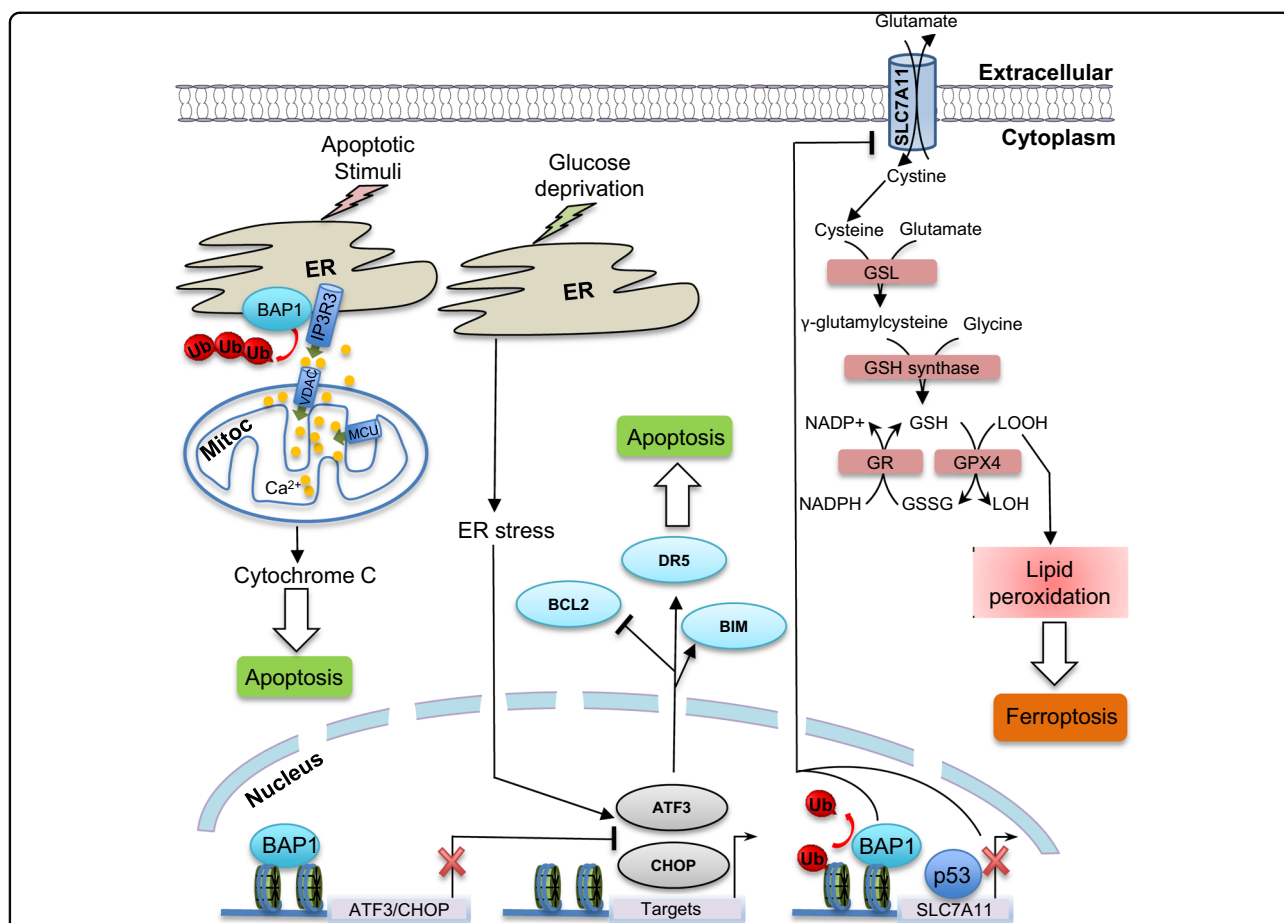 Glutamate
SLC7A11
Extracellular
Cytoplasm
Cystine
Apoptotic
Stimuli
Glucose
deprivation
ER
BAP1
IP3R3
Ub Ub Ub
VDAC
MCU
Mitoc
Ca²⁺
Cytochrome C
Apoptosis
ER
ER stress
Apoptosis
DR5
BCL2
BIM
Cysteine
Glutamate
GSL
γ-glutamylcysteine
Glycine
GSH synthase
NADP+
GSH
LOOH
GR
GPX4
NADPH
GSSG
LOH
Lipid
peroxidation
Ferroptosis
Nucleus
BAP1
ATF3/CHOP
ATF3
CHOP
Targets
Ub
Ub
BAP1
p53
SLC7A11